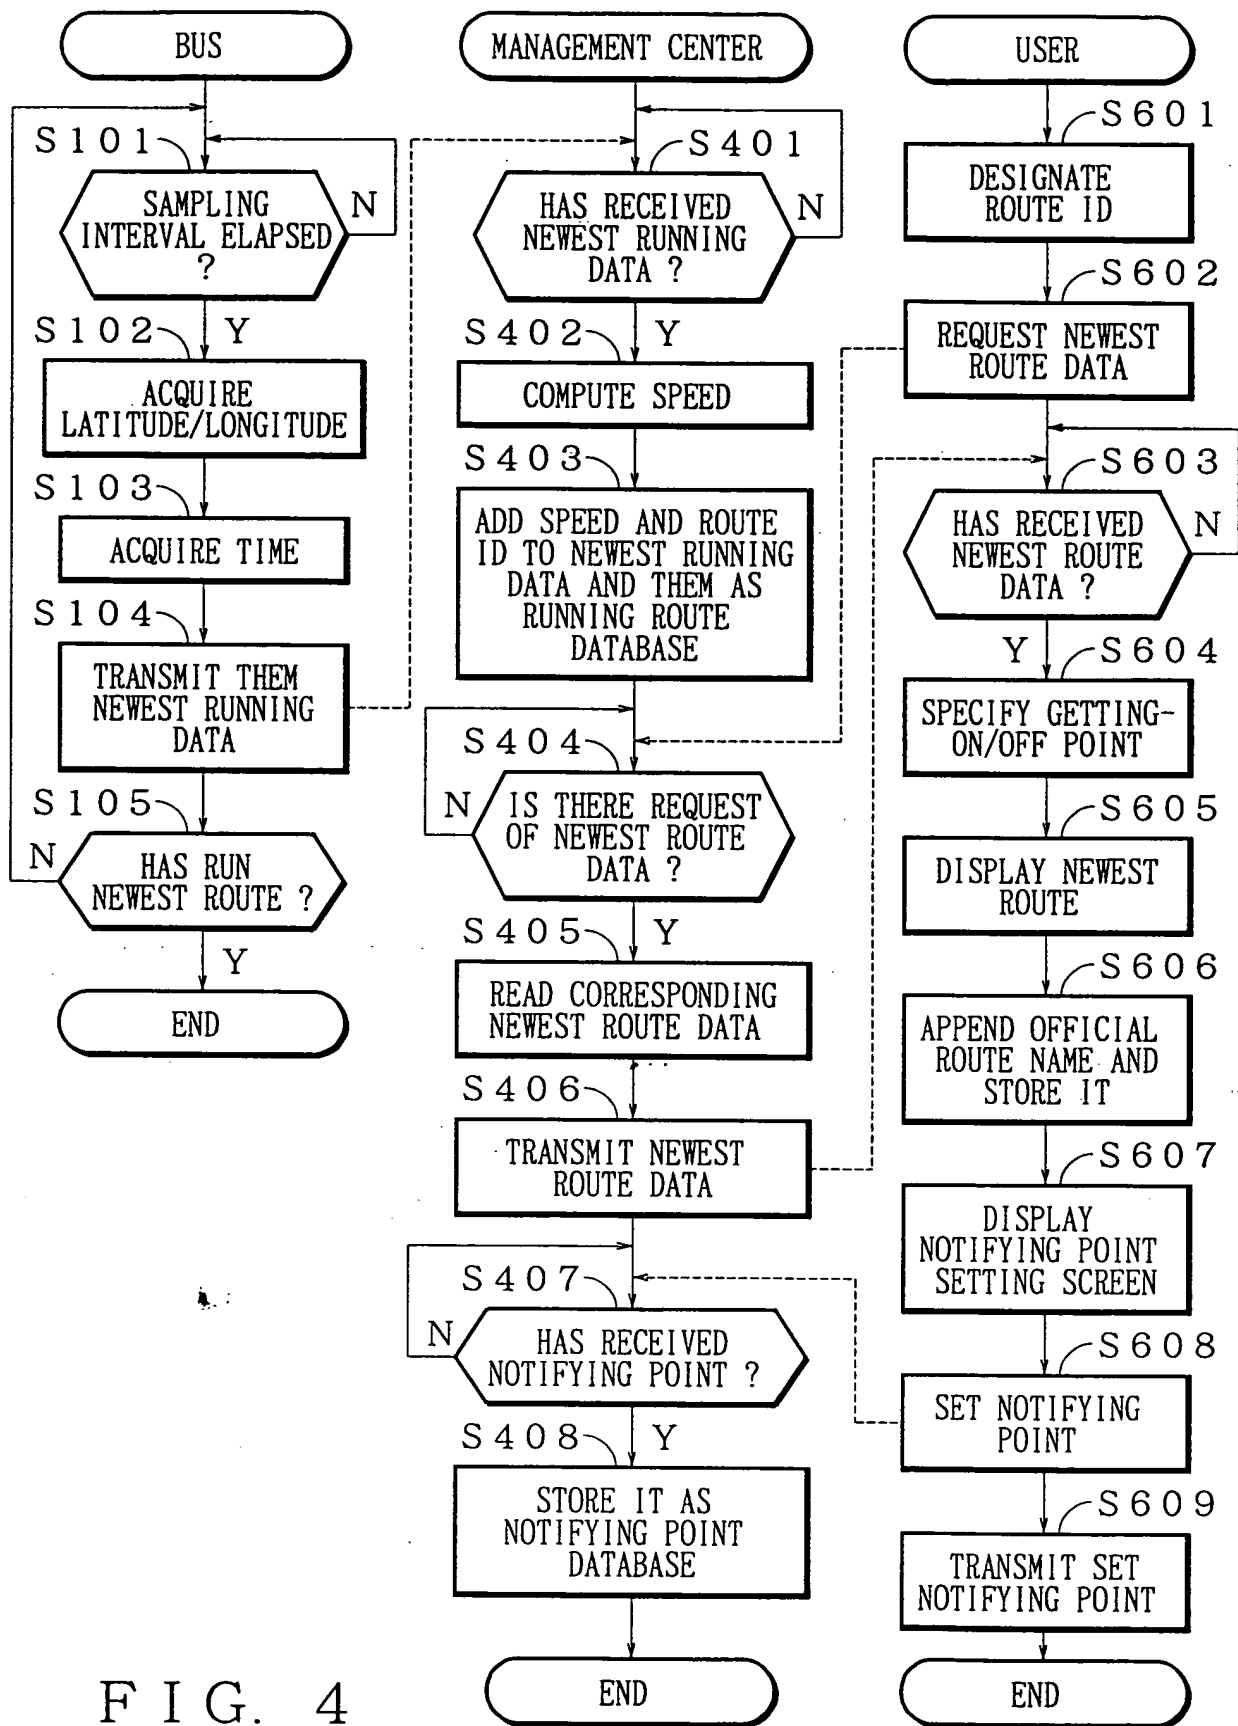 BUS
S101
SAMPLING
INTERVAL ELAPSED
?
N
Y
S102
ACQUIRE
LATITUDE/LONGITUDE
S103
ACQUIRE TIME
S104
TRANSMIT THEM
NEWEST RUNNING
DATA
S105
N
HAS RUN
NEWEST ROUTE ?
Y
END
MANAGEMENT CENTER
S401
HAS RECEIVED
NEWEST RUNNING
DATA ?
N
S402
Y
COMPUTE SPEED
S403
ADD SPEED AND ROUTE
ID TO NEWEST RUNNING
DATA AND THEM AS
RUNNING ROUTE
DATABASE
S404
N
IS THERE REQUEST
OF NEWEST ROUTE
DATA ?
S405
Y
READ CORRESPONDING
NEWEST ROUTE DATA
S406
TRANSMIT NEWEST
ROUTE DATA
S407
N
HAS RECEIVED
NOTIFYING POINT ?
S408
Y
STORE IT AS
NOTIFYING POINT
DATABASE
END
USER
S601
DESIGNATE
ROUTE ID
S602
REQUEST NEWEST
ROUTE DATA
S603
HAS RECEIVED
NEWEST ROUTE
DATA ?
N
Y
S604
SPECIFY GETTING-
ON/OFF POINT
S605
DISPLAY NEWEST
ROUTE
S606
APPEND OFFICIAL
ROUTE NAME AND
STORE IT
S607
DISPLAY
NOTIFYING POINT
SETTING SCREEN
S608
SET NOTIFYING
POINT
S609
TRANSMIT SET
NOTIFYING POINT
END
FIG. 4